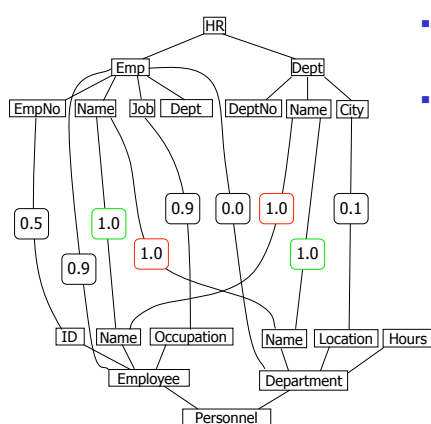 HR
Emp Dept
EmpNo Name Job Dept DeptNo Name City
0.5 1.0 0.9 0.0 1.0 0.1
0.9 1.0 1.0
ID Name Occupation Name Location Hours
Employee Department
Personnel